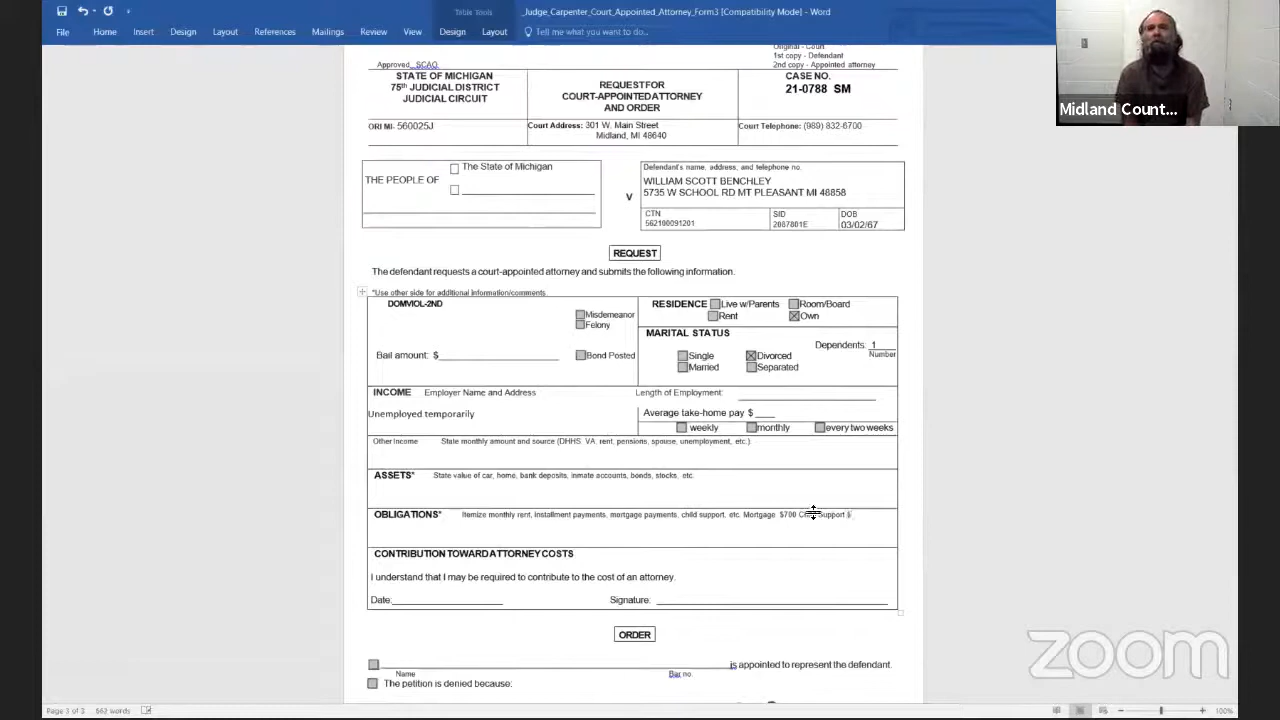 Table Tools
_Judge_Carpenter_Court_Appointed_Attorney_Form3 [Compatibility Mode] - Word
File Home Insert Design Layout References Mailings Review View Design Layout Tell me what you want to do...
Midland Count...
Original - Court
1st copy - Defendant
Approved, SCAO 2nd copy - Appointed attorney
STATE OF MICHIGAN
75th JUDICIAL DISTRICT
JUDICIAL CIRCUIT
REQUEST FOR
COURT-APPOINTED ATTORNEY
AND ORDER
CASE NO.
21-0788 SM
ORI MI- 560025J
Court Address: 301 W. Main Street
Midland, MI 48640
Court Telephone: (989) 832-6700
THE PEOPLE OF
The State of Michigan
v
Defendant's name, address, and telephone no.
WILLIAM SCOTT BENCHLEY
5735 W SCHOOL RD MT PLEASANT MI 48858
CTN
562100091201
SID
2087801E
DOB
03/02/67
REQUEST
The defendant requests a court-appointed attorney and submits the following information.
*Use other side for additional information/comments.
DOMVIOL-2ND
Misdemeanor
Felony
Bail amount: $
Bond Posted
RESIDENCE Live w/Parents Room/Board
Rent Own
MARITAL STATUS
Dependents: 1
Number
Single Divorced
Married Separated
INCOME Employer Name and Address
Unemployed temporarily
Length of Employment:
Average take-home pay $
weekly monthly every two weeks
Other Income State monthly amount and source (DHHS, VA, rent, pensions, spouse, unemployment, etc.).
ASSETS* State value of car, home, bank deposits, inmate accounts, bonds, stocks, etc.
OBLIGATIONS* Itemize monthly rent, installment payments, mortgage payments, child support, etc. Mortgage $700 support $
CONTRIBUTION TOWARD ATTORNEY COSTS
I understand that I may be required to contribute to the cost of an attorney.
Date: Signature:
ORDER
is appointed to represent the defendant.
Name Bar no.
The petition is denied because:
zoom
Page 3 of 3 663 words 100%